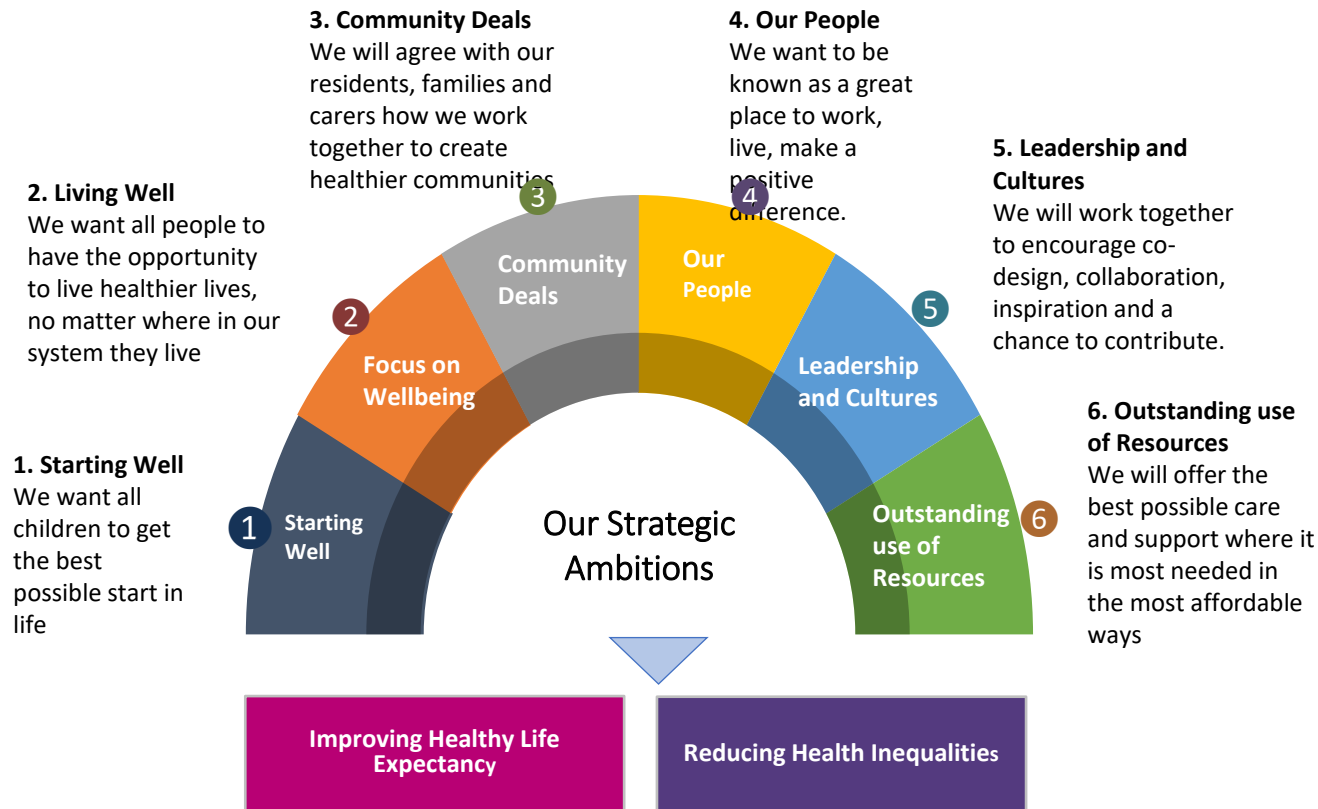 3. Community Deals
We will agree with our
residents, families and
carers how we work
together to create
healthier communities
4. Our People
We want to be
known as a great
place to work,
live, make a
positive
difference.
5. Leadership and
Cultures
We will work together
to encourage co-
design, collaboration,
inspiration and a
chance to contribute.
2. Living Well
We want all people to
have the opportunity
to live healthier lives,
no matter where in our
system they live
1. Starting Well
We want all
children to get
the best
possible start in
life
6. Outstanding use
of Resources
We will offer the
best possible care
and support where it
is most needed in
the most affordable
ways
1
Starting
Well
2
Focus on
Wellbeing
3
Community
Deals
4
Our
People
5
Leadership
and Cultures
6
Outstanding
use of
Resources
Our Strategic
Ambitions
Improving Healthy Life
Expectancy
Reducing Health Inequalities